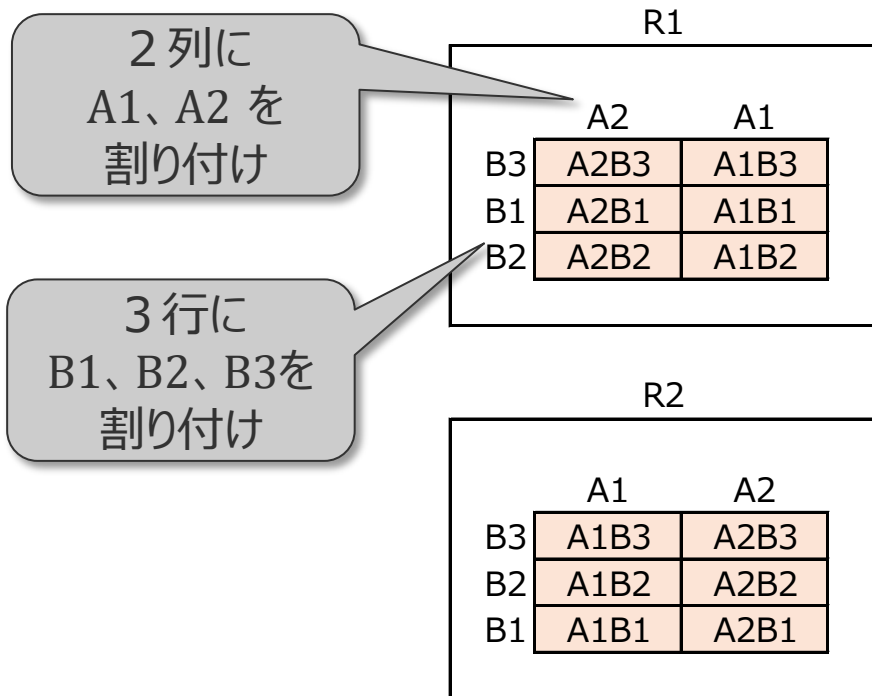 ２列に
A1、A2 を
割り付け
３行に
B1、B2、B3を
割り付け
R1
A2 A1
B3 A2B3 A1B3
B1 A2B1 A1B1
B2 A2B2 A1B2
R2
A1 A2
B3 A1B3 A2B3
B2 A1B2 A2B2
B1 A1B1 A2B1